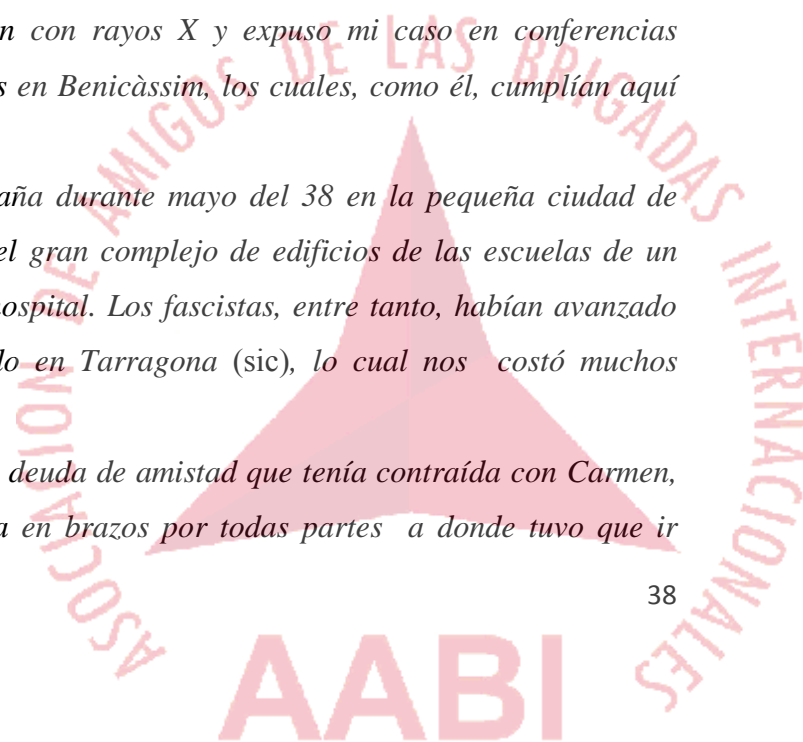 n con rayos X y expuso mi caso en conferencias
s en Benicàssim, los cuales, como él, cumplían aquí
aña durante mayo del 38 en la pequeña ciudad de
el gran complejo de edificios de las escuelas de un
hospital. Los fascistas, entre tanto, habían avanzado
do en Tarragona (sic), lo cual nos costó muchos
deuda de amistad que tenía contraída con Carmen,
a en brazos por todas partes a donde tuvo que ir
38
ASOCIACION DE AMIGOS DE LAS BRIGADAS INTERNACIONALES
AABI